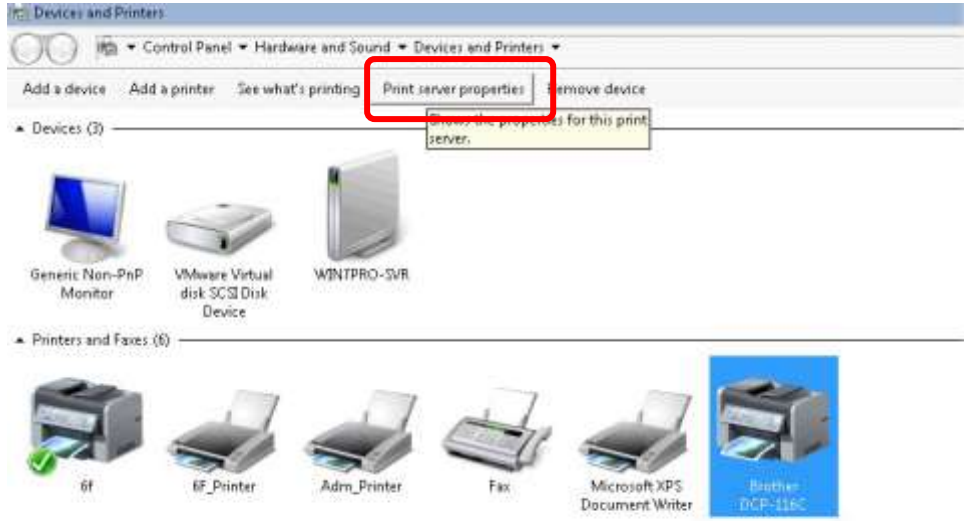 Devices and Printers
Control Panel ▾ Hardware and Sound ▾ Devices and Printers ▾
Add a device Add a printer See what's printing Print server properties Remove device
Shows the properties for this print
server.
Devices (3)
Generic Non-PnP
Monitor
VMware Virtual
disk SCSI Disk
Device
WINTPRO-SVR
Printers and Faxes (6)
6f
6F_Printer
Adm_Printer
Fax
Microsoft XPS
Document Writer
Brother
DCP-116C